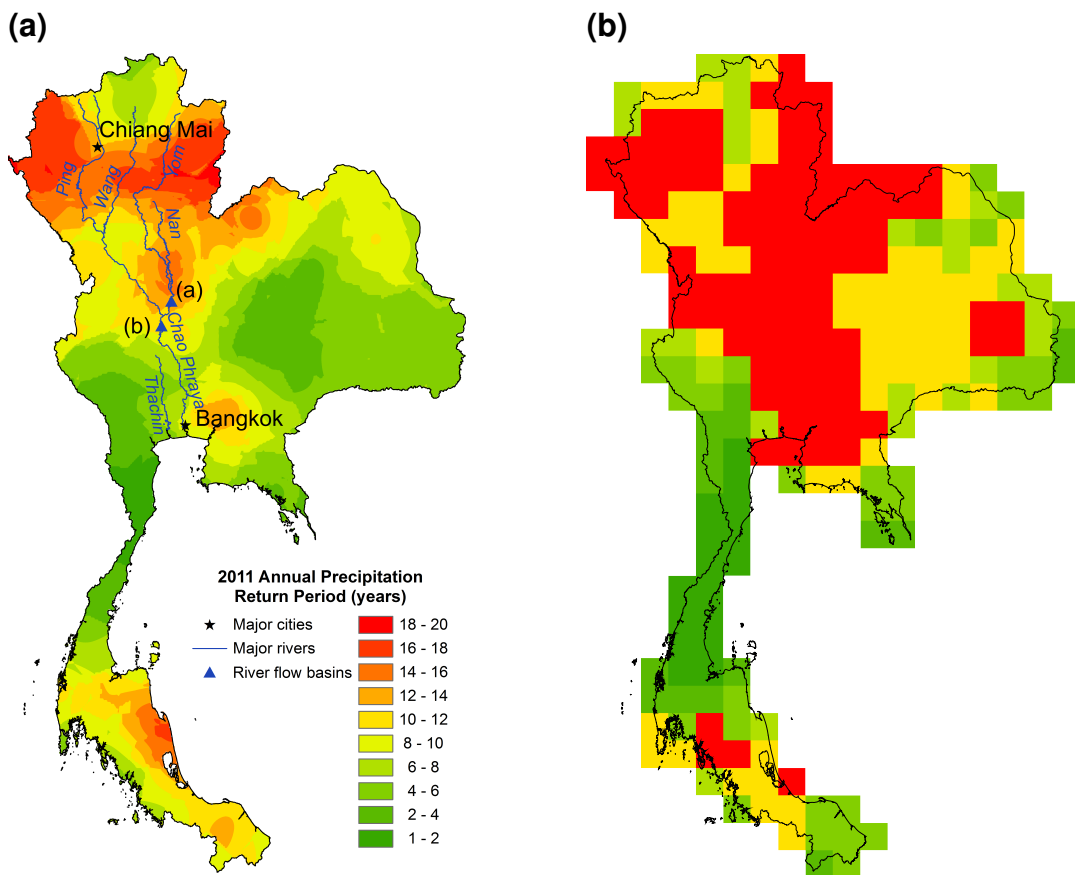 (a)
(b)
Chiang Mai
Ping
Wang
Yom
Nan
(a)
(b)
Chao Phraya
Thachin
Bangkok
2011 Annual Precipitation
Return Period (years)
Major cities
Major rivers
River flow basins
18 - 20
16 - 18
14 - 16
12 - 14
10 - 12
8 - 10
6 - 8
4 - 6
2 - 4
1 - 2